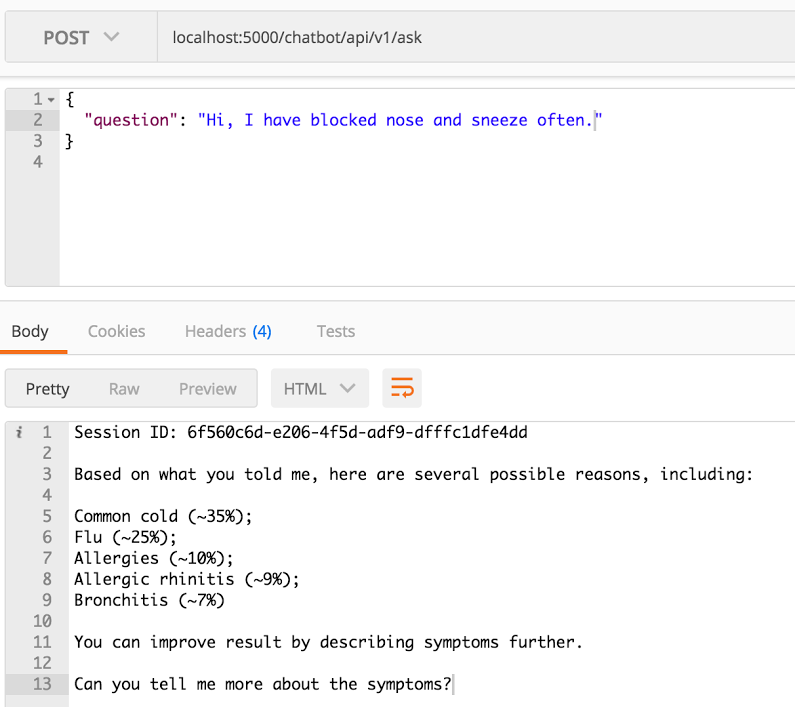 POST localhost:5000/chatbot/api/v1/ask
1 {
2 "question": "Hi, I have blocked nose and sneeze often."
3 }
4
Body Cookies Headers (4) Tests
Pretty Raw Preview HTML
i 1 Session ID: 6f560c6d-e206-4f5d-adf9-dfffc1dfe4dd
2
3 Based on what you told me, here are several possible reasons, including:
4
5 Common cold (~35%);
6 Flu (~25%);
7 Allergies (~10%);
8 Allergic rhinitis (~9%);
9 Bronchitis (~7%)
10
11 You can improve result by describing symptoms further.
12
13 Can you tell me more about the symptoms?